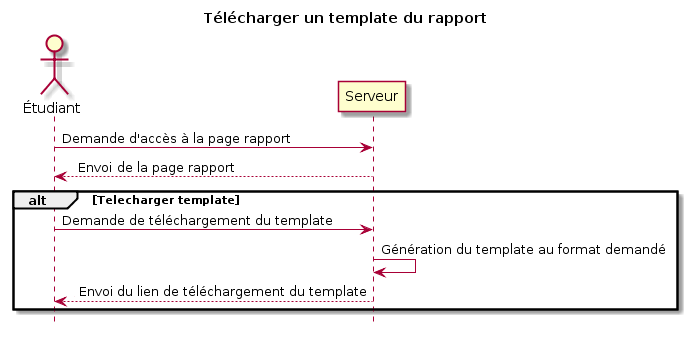 Télécharger un template du rapport
Étudiant
Serveur
Demande d'accès à la page rapport
Envoi de la page rapport
alt [Telecharger template]
Demande de téléchargement du template
Génération du template au format demandé
Envoi du lien de téléchargement du template